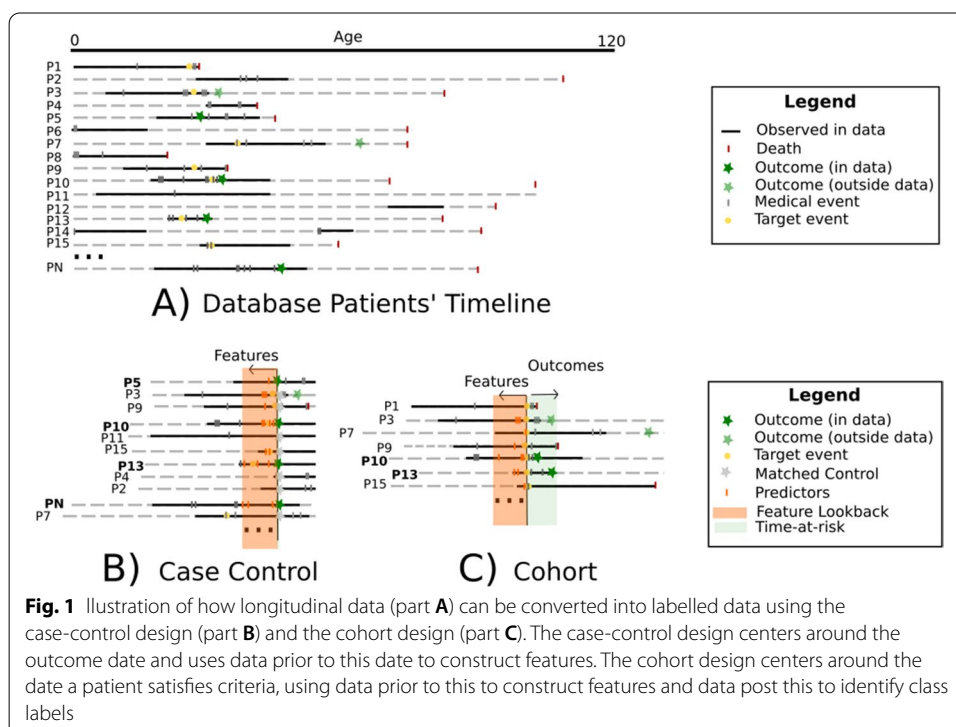 0
Age
120
P1
P2
P3
P4
P5
P6
P7
P8
P9
P10
P11
P12
P13
P14
P15
PN
A) Database Patients' Timeline
Legend
Observed in data
Death
Outcome (in data)
Outcome (outside data)
Medical event
Target event
Features
P5
P3
P9
P10
P11
P15
P13
P4
P2
PN
P7
B) Case Control
Outcomes
Features
P1
P3
P7
P9
P10
P13
P15
C) Cohort
Legend
Outcome (in data)
Outcome (outside data)
Target event
Matched Control
Predictors
Feature Lookback
Time-at-risk
Fig. 1 Illustration of how longitudinal data (part A) can be converted into labelled data using the
case-control design (part B) and the cohort design (part C). The case-control design centers around the
outcome date and uses data prior to this date to construct features. The cohort design centers around the
date a patient satisfies criteria, using data prior to this to construct features and data post this to identify class
labels